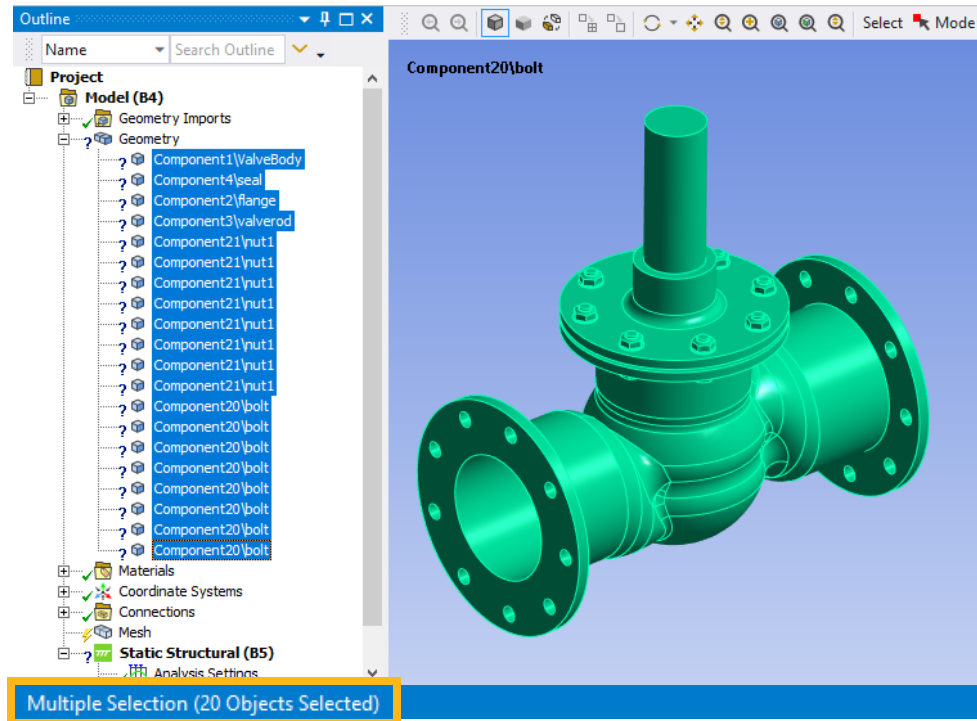 Outline
Name
Search Outline
Select
Mode
Component20\bolt
Project
Model (B4)
Geometry Imports
Geometry
Component1\ValveBody
Component4\seal
Component2\flange
Component3\valverod
Component21\nut1
Component21\nut1
Component21\nut1
Component21\nut1
Component21\nut1
Component21\nut1
Component21\nut1
Component21\nut1
Component20\bolt
Component20\bolt
Component20\bolt
Component20\bolt
Component20\bolt
Component20\bolt
Component20\bolt
Component20\bolt
Materials
Coordinate Systems
Connections
Mesh
Static Structural (B5)
Analysis Settings
Multiple Selection (20 Objects Selected)